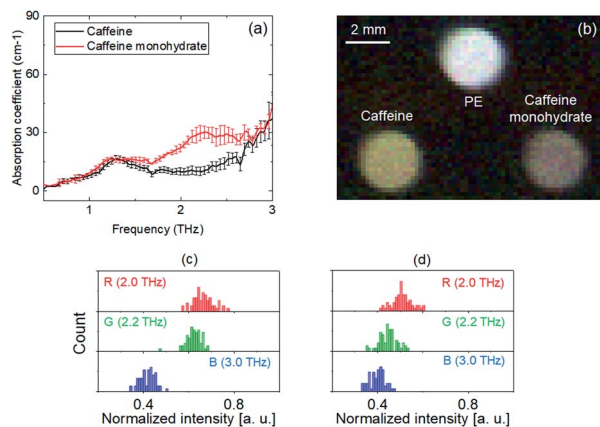 (a)
Caffeine
Caffeine monohydrate
Absorption coefficient (cm-1)
90
60
30
0
1
2
3
Frequency (THz)
(b)
2 mm
PE
Caffeine
Caffeine
monohydrate
(c)
R (2.0 THz)
G (2.2 THz)
B (3.0 THz)
Count
0.4
0.8
Normalized intensity [a. u.]
(d)
R (2.0 THz)
G (2.2 THz)
B (3.0 THz)
0.4
0.8
Normalized intensity [a. u.]